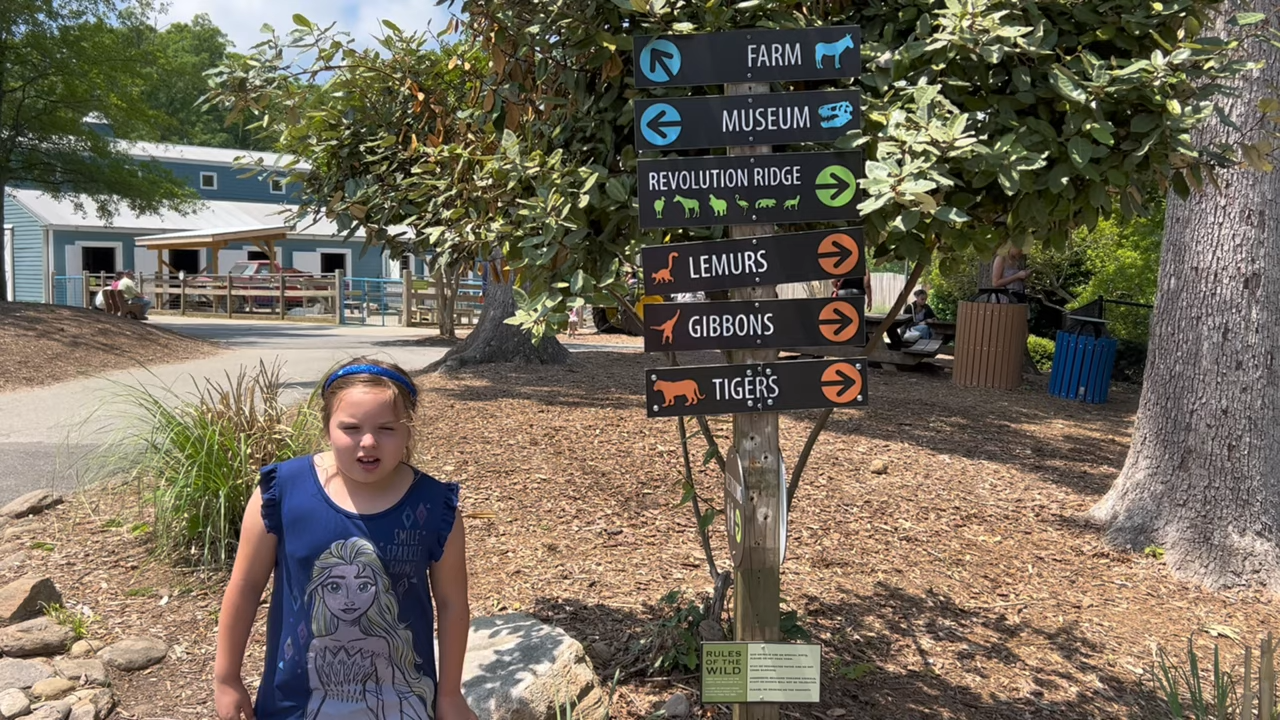 FARM
MUSEUM
REVOLUTION RIDGE
LEMURS
GIBBONS
TIGERS
SMILE
SPARKLE
SHINE
RULES
OF THE
WILD